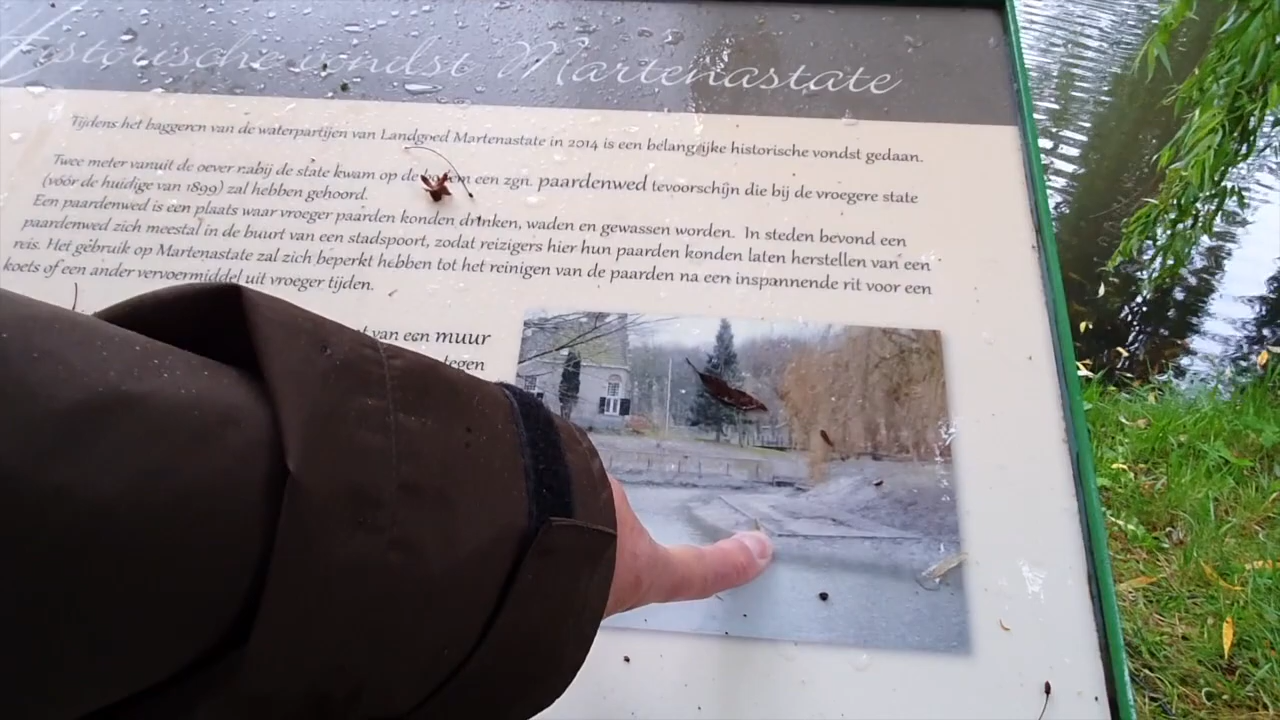 Historische vondst Martenastate
Tijdens het baggeren van de waterpartijen van Landgoed Martenastate in 2014 is een belangrijke historische vondst gedaan.
Twee meter vanuit de oever nabij de state kwam op de bodem een zgn. paardenwed tevoorschijn die bij de vroegere state
(vóór de huidige van 1899) zal hebben gehoord.
Een paardenwed is een plaats waar vroeger paarden konden drinken, waden en gewassen worden. In steden bevond een
paardenwed zich meestal in de buurt van een stadspoort, zodat reizigers hier hun paarden konden laten herstellen van een
reis. Het gebruik op Martenastate zal zich beperkt hebben tot het reinigen van de paarden na een inspannende rit voor een
koets of een ander vervoermiddel uit vroeger tijden.
van een muur
tegen